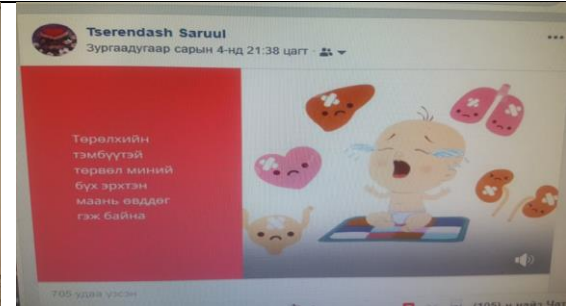 Tserendash Saruul
Зургаадугаар сарын 4-нд 21:38 цагт ·
Төрөлхийн
тэмбүүтэй
төрвөл миний
бүх эрхтэн
маань өвддөг
гэж байна
705 удаа үзсэн